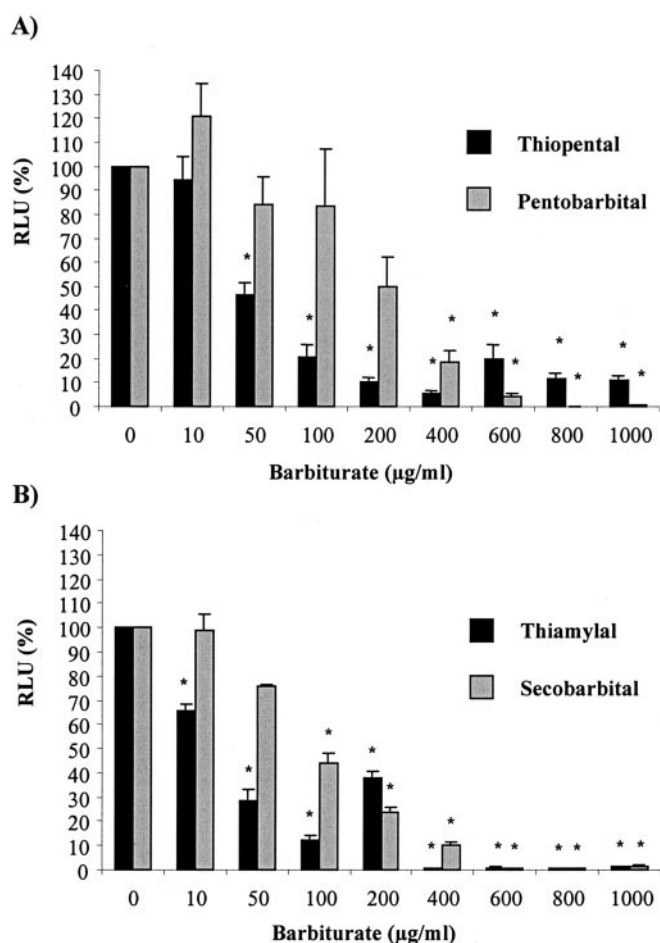 A)
140
130
120
110
100
90
80
70
60
50
40
30
20
10
0
RLU (%)
Thiopental
Pentobarbital
* * * * * * * * * * *
0 10 50 100 200 400 600 800 1000
Barbiturate (µg/ml)
B)
140
130
120
110
100
90
80
70
60
50
40
30
20
10
0
RLU (%)
Thiamylal
Secobarbital
* * * * * * * * * * * * * *
0 10 50 100 200 400 600 800 1000
Barbiturate (µg/ml)